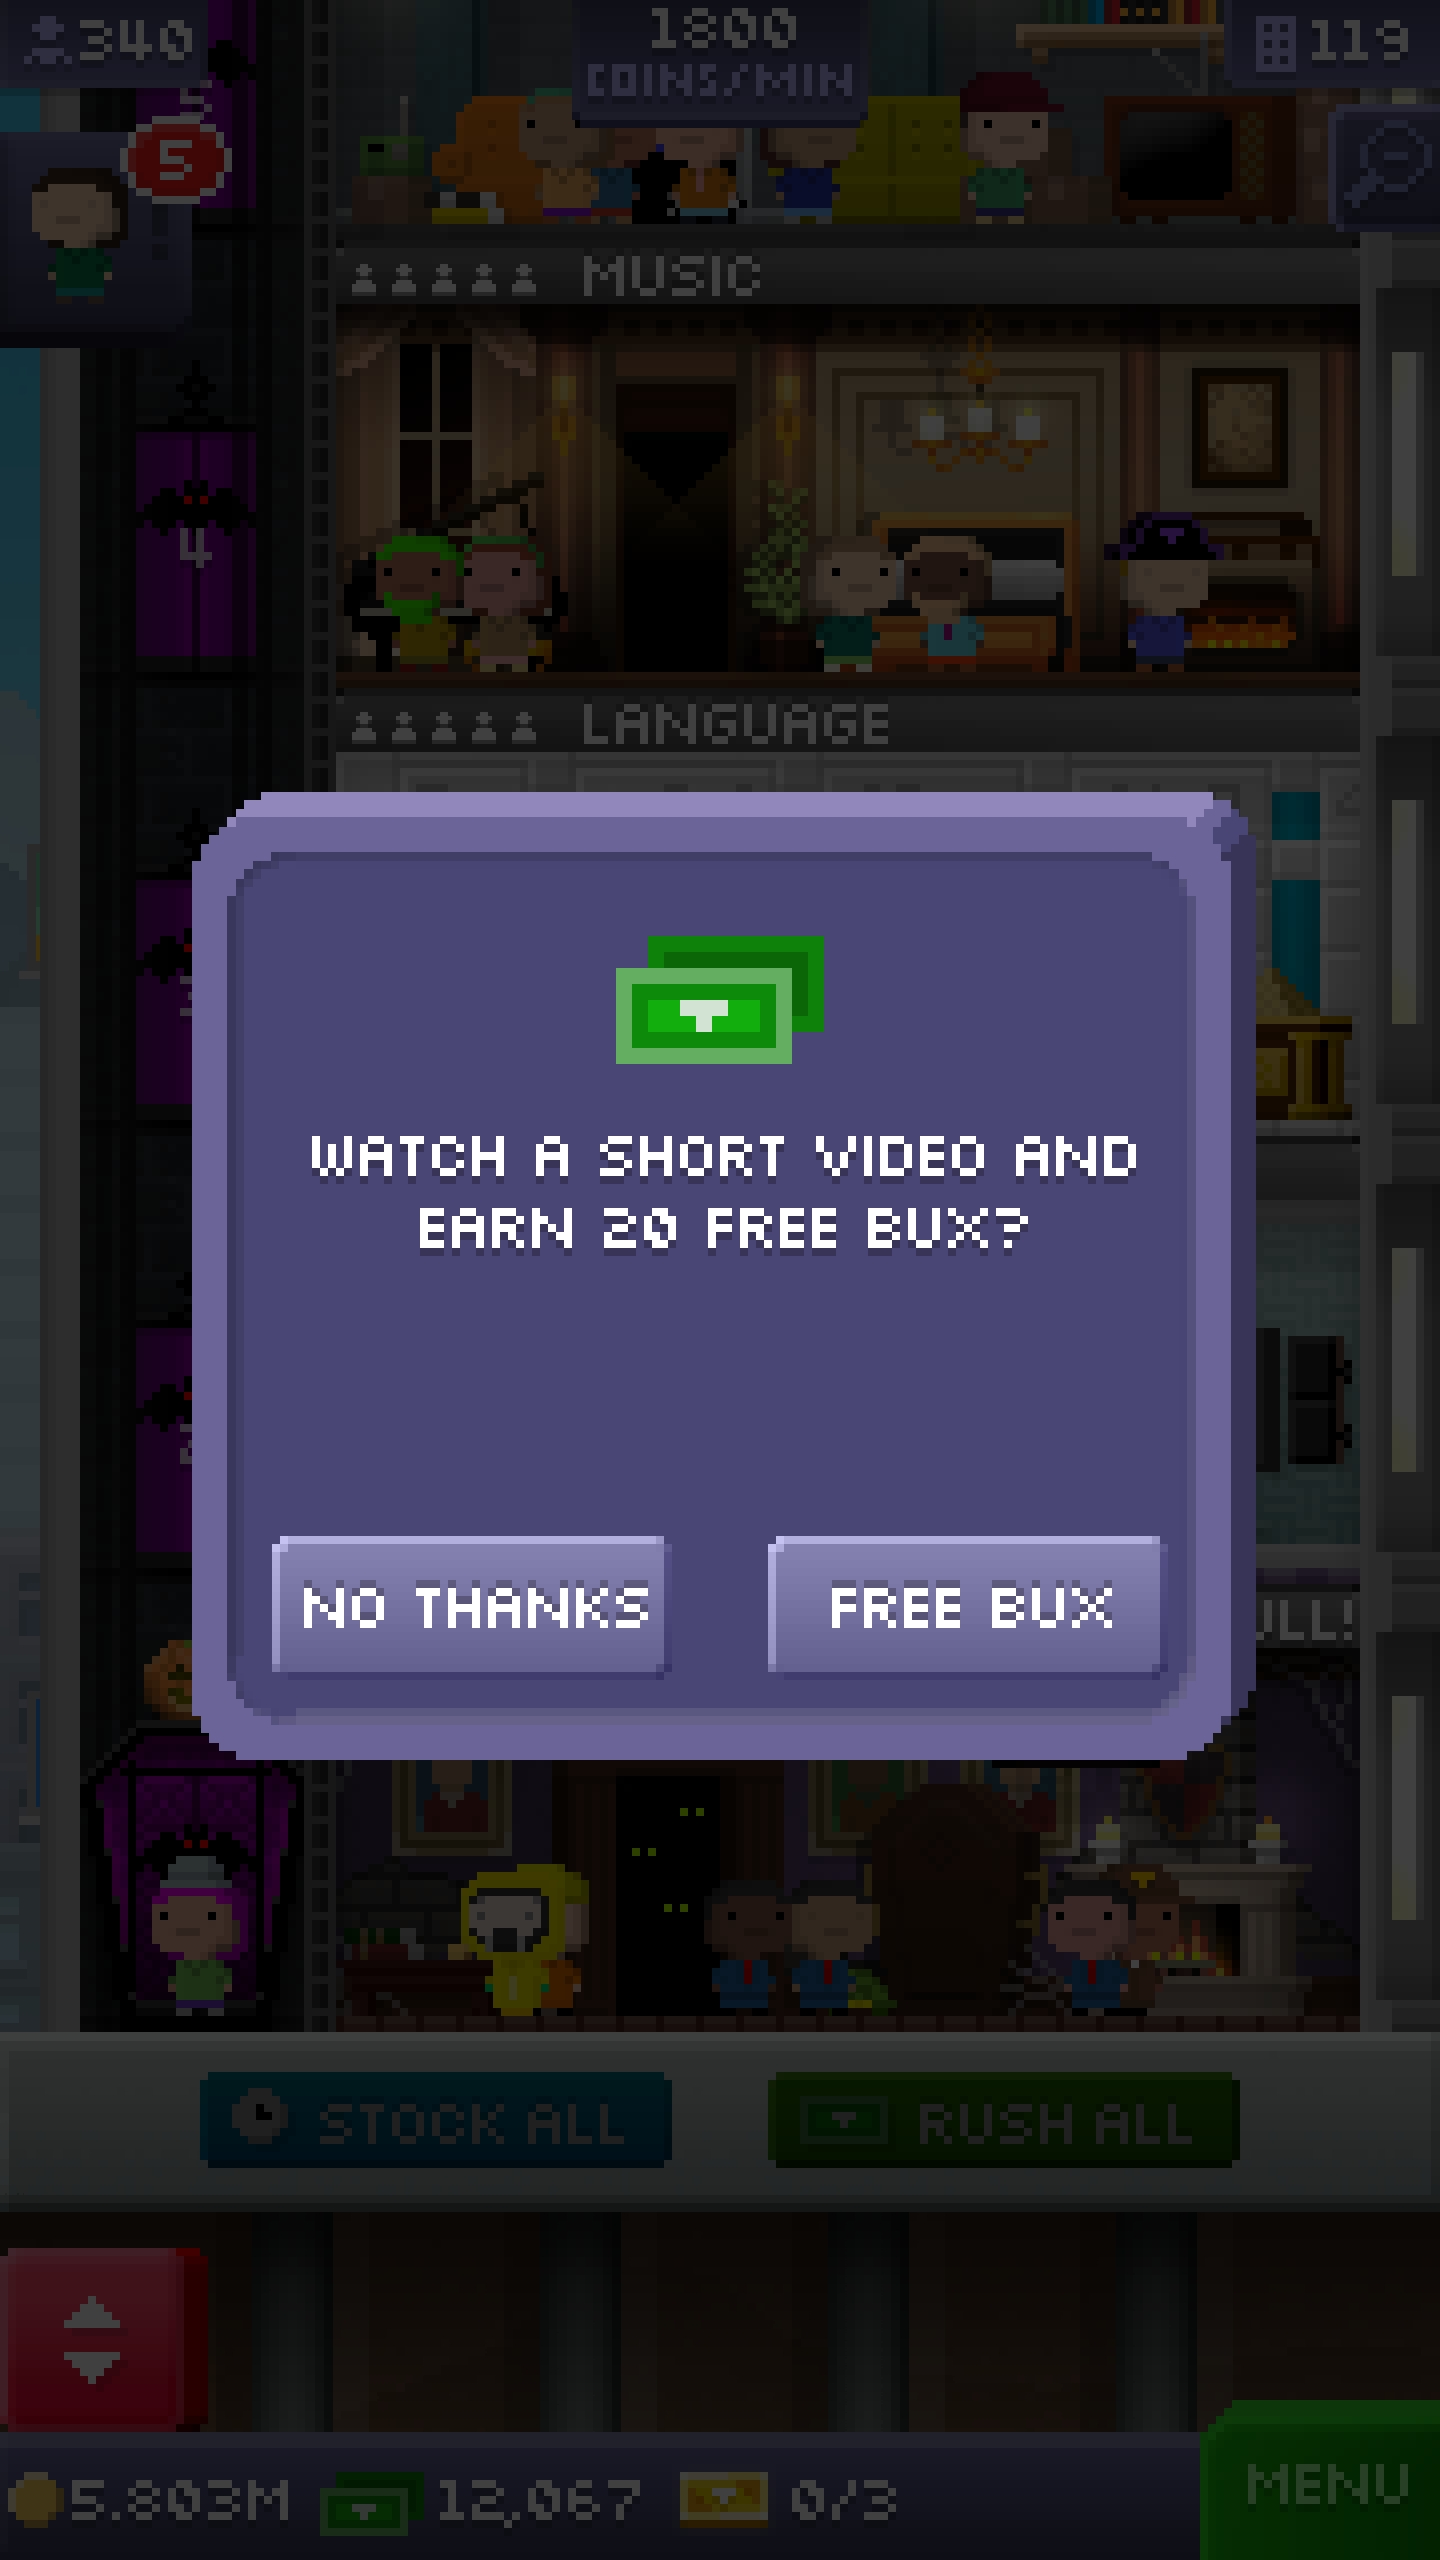 340
1800
COINS/MIN
119
5
5
MUSIC
4
LANGUAGE
WATCH A SHORT VIDEO AND
EARN 20 FREE BUX?
NO THANKS
FREE BUX
STOCK ALL
RUSH ALL
5.803M
12,067
0/3
MENU